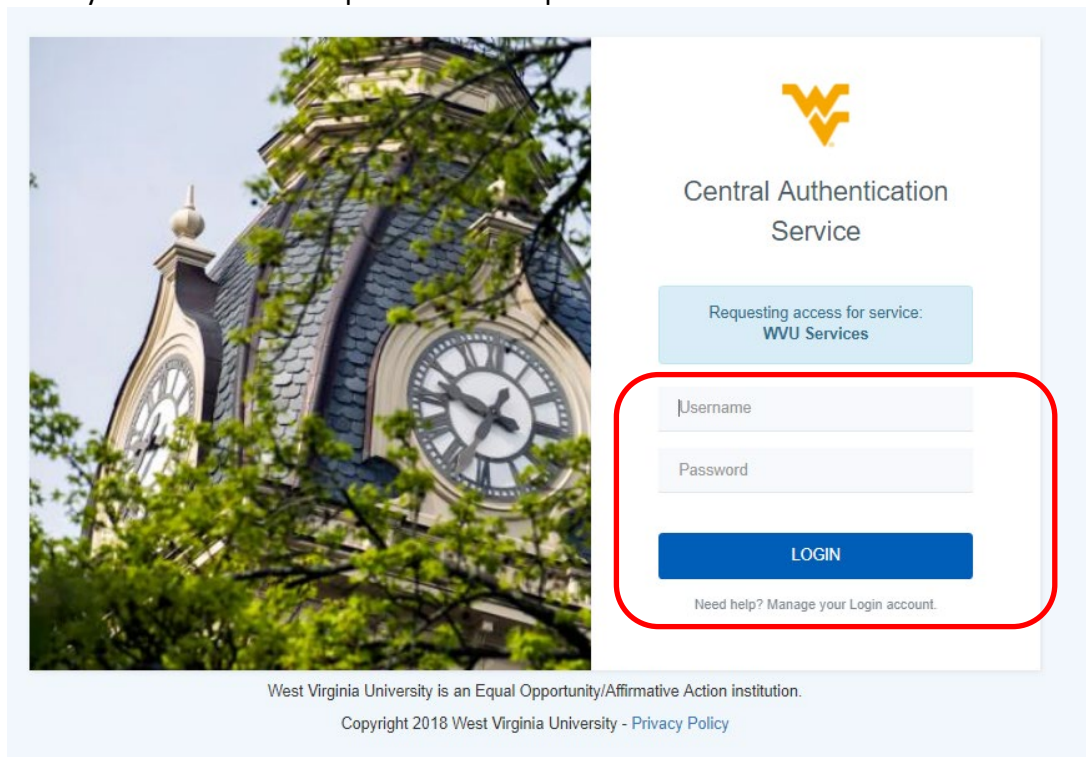 Central Authentication
Service
Requesting access for service:
WVU Services
Username
Password
LOGIN
Need help? Manage your Login account.
West Virginia University is an Equal Opportunity/Affirmative Action institution.
Copyright 2018 West Virginia University - Privacy Policy